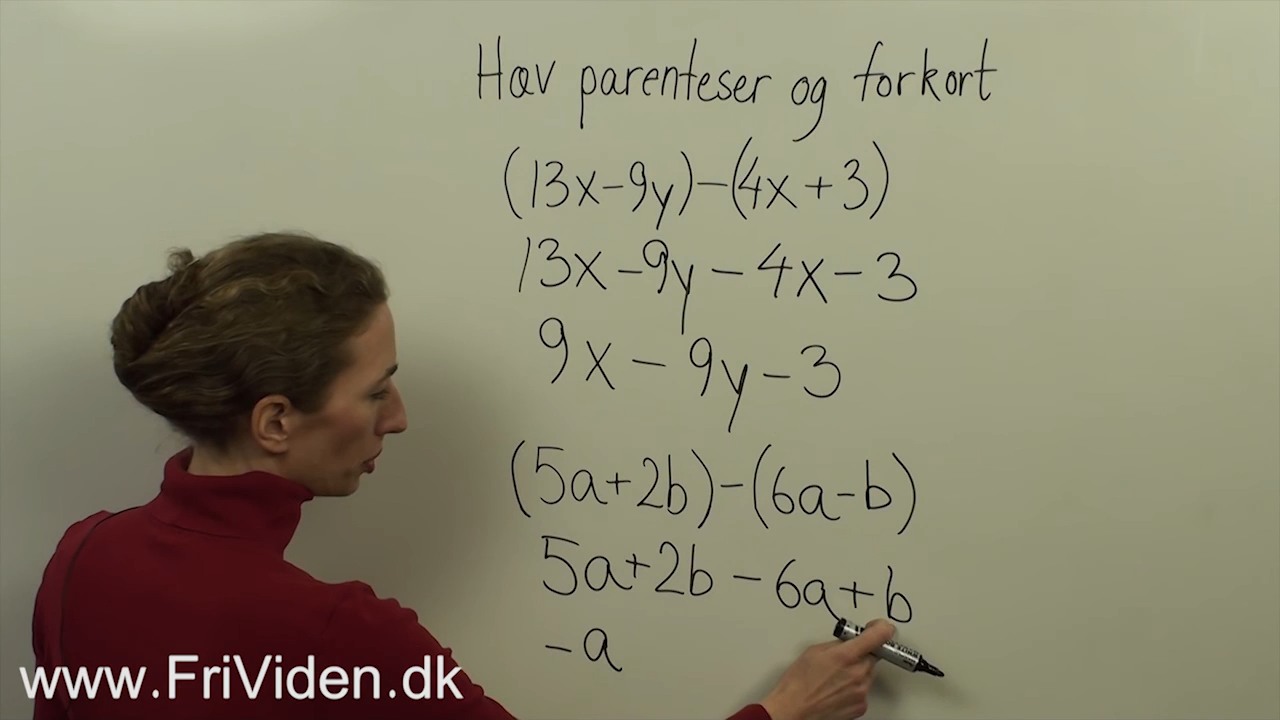 Hæv parenteser og forkort
(13x-9y)-(4x+3)
13x-9y-4x-3
9x-9y-3
(5a+2b)-(6a-b)
5a+2b-6a+b
-a
www.FriViden.dk